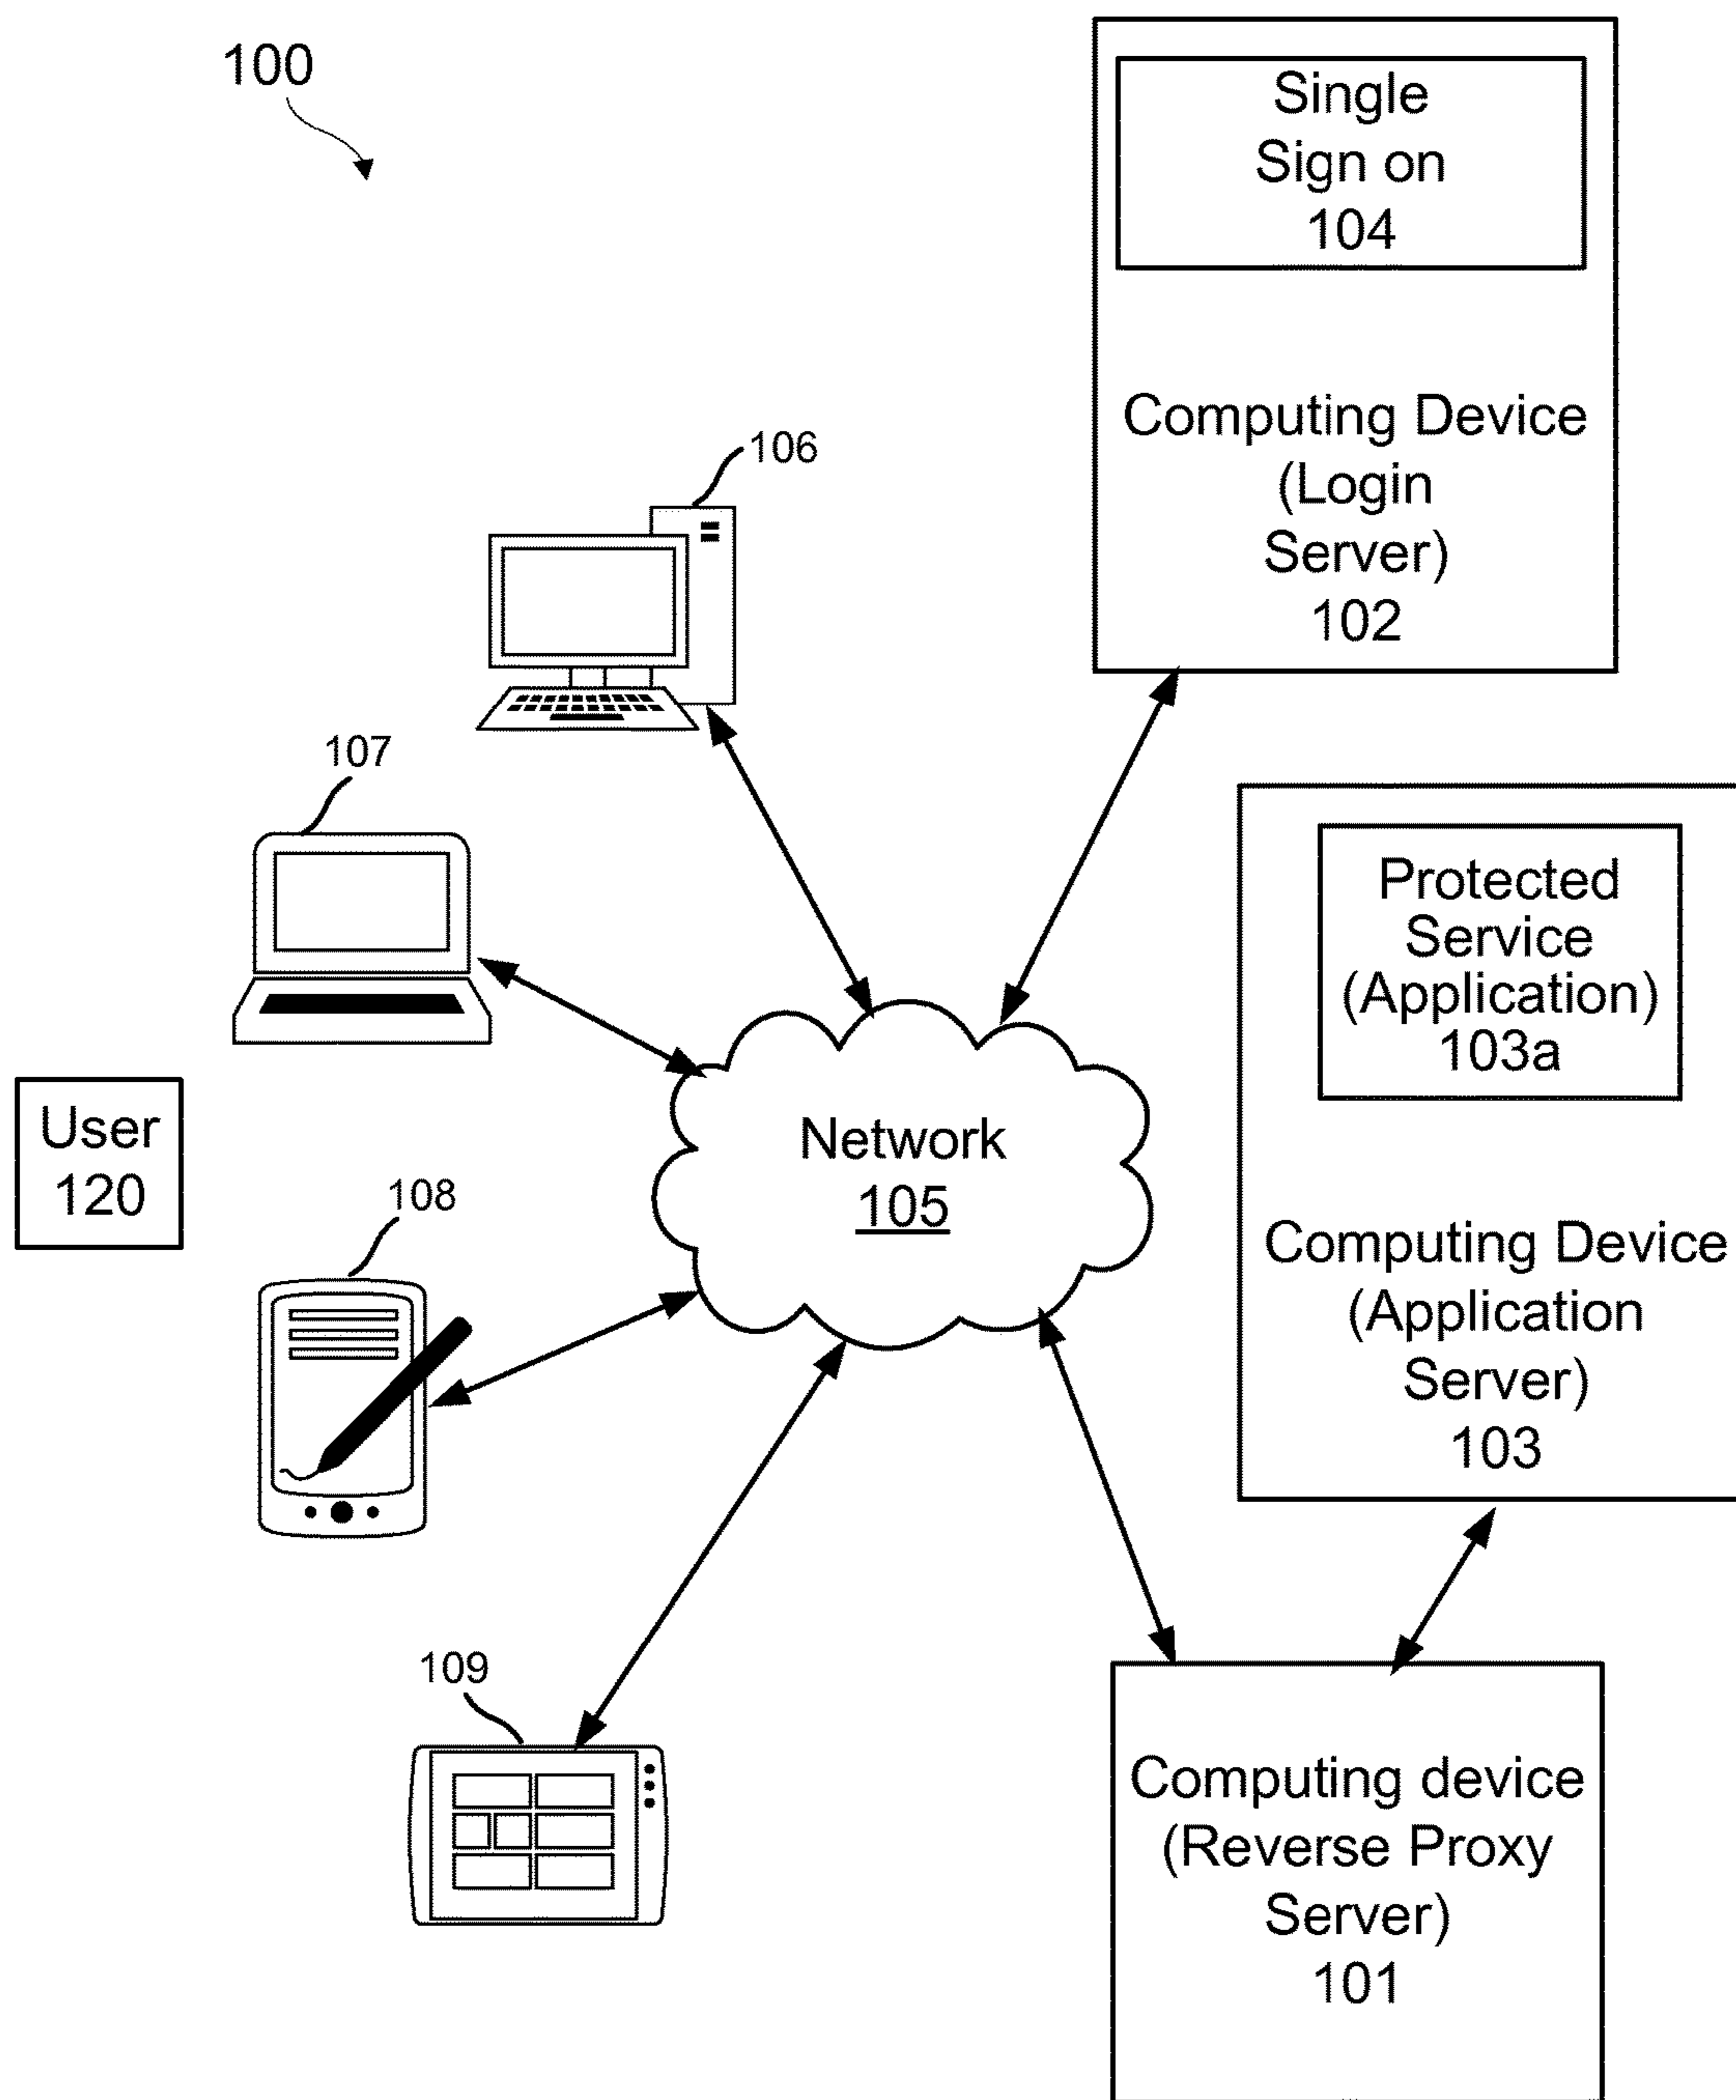 100
Single
Sign on
104
Computing Device
(Login
Server)
102
106
107
Protected
Service
(Application)
103a
User
120
Network
105
108
Computing Device
(Application
Server)
103
109
Computing device
(Reverse Proxy
Server)
101